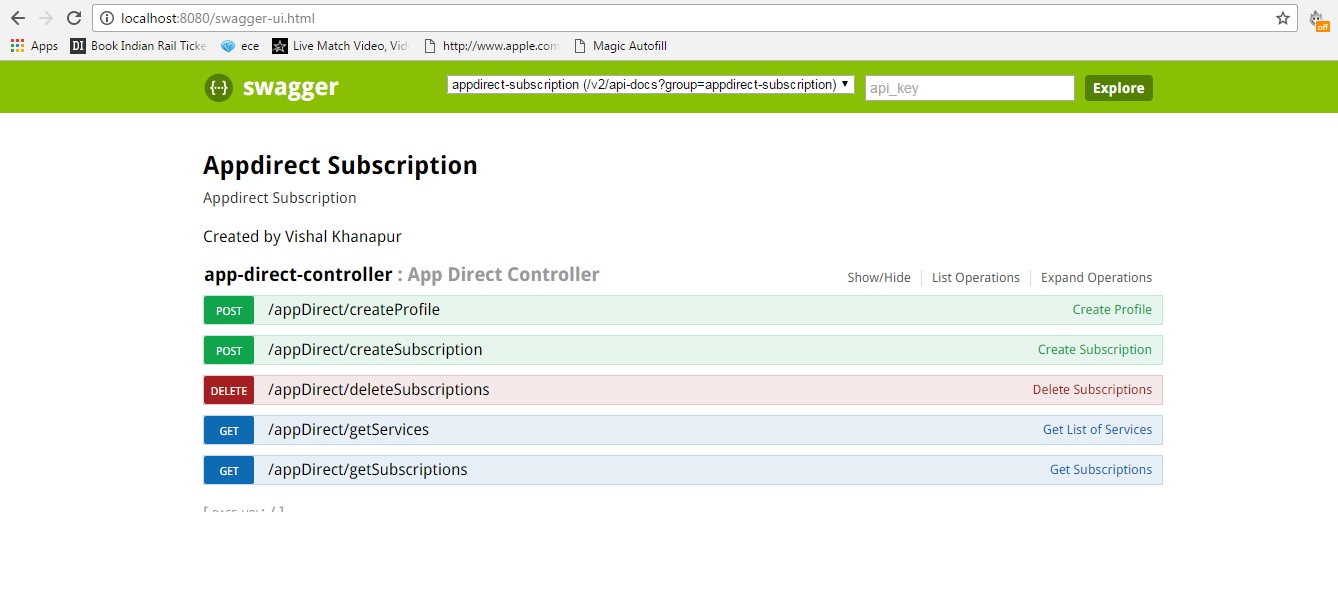 localhost:8080/swagger-ui.html
Apps DI Book Indian Rail Ticke ece Live Match Video, Vid http://www.apple.com Magic Autofill
off
{··} swagger appdirect-subscription (/v2/api-docs?group=appdirect-subscription) api_key Explore
Appdirect Subscription
Appdirect Subscription
Created by Vishal Khanapur
app-direct-controller : App Direct Controller Show/Hide List Operations Expand Operations
POST /appDirect/createProfile Create Profile
POST /appDirect/createSubscription Create Subscription
DELETE /appDirect/deleteSubscriptions Delete Subscriptions
GET /appDirect/getServices Get List of Services
GET /appDirect/getSubscriptions Get Subscriptions